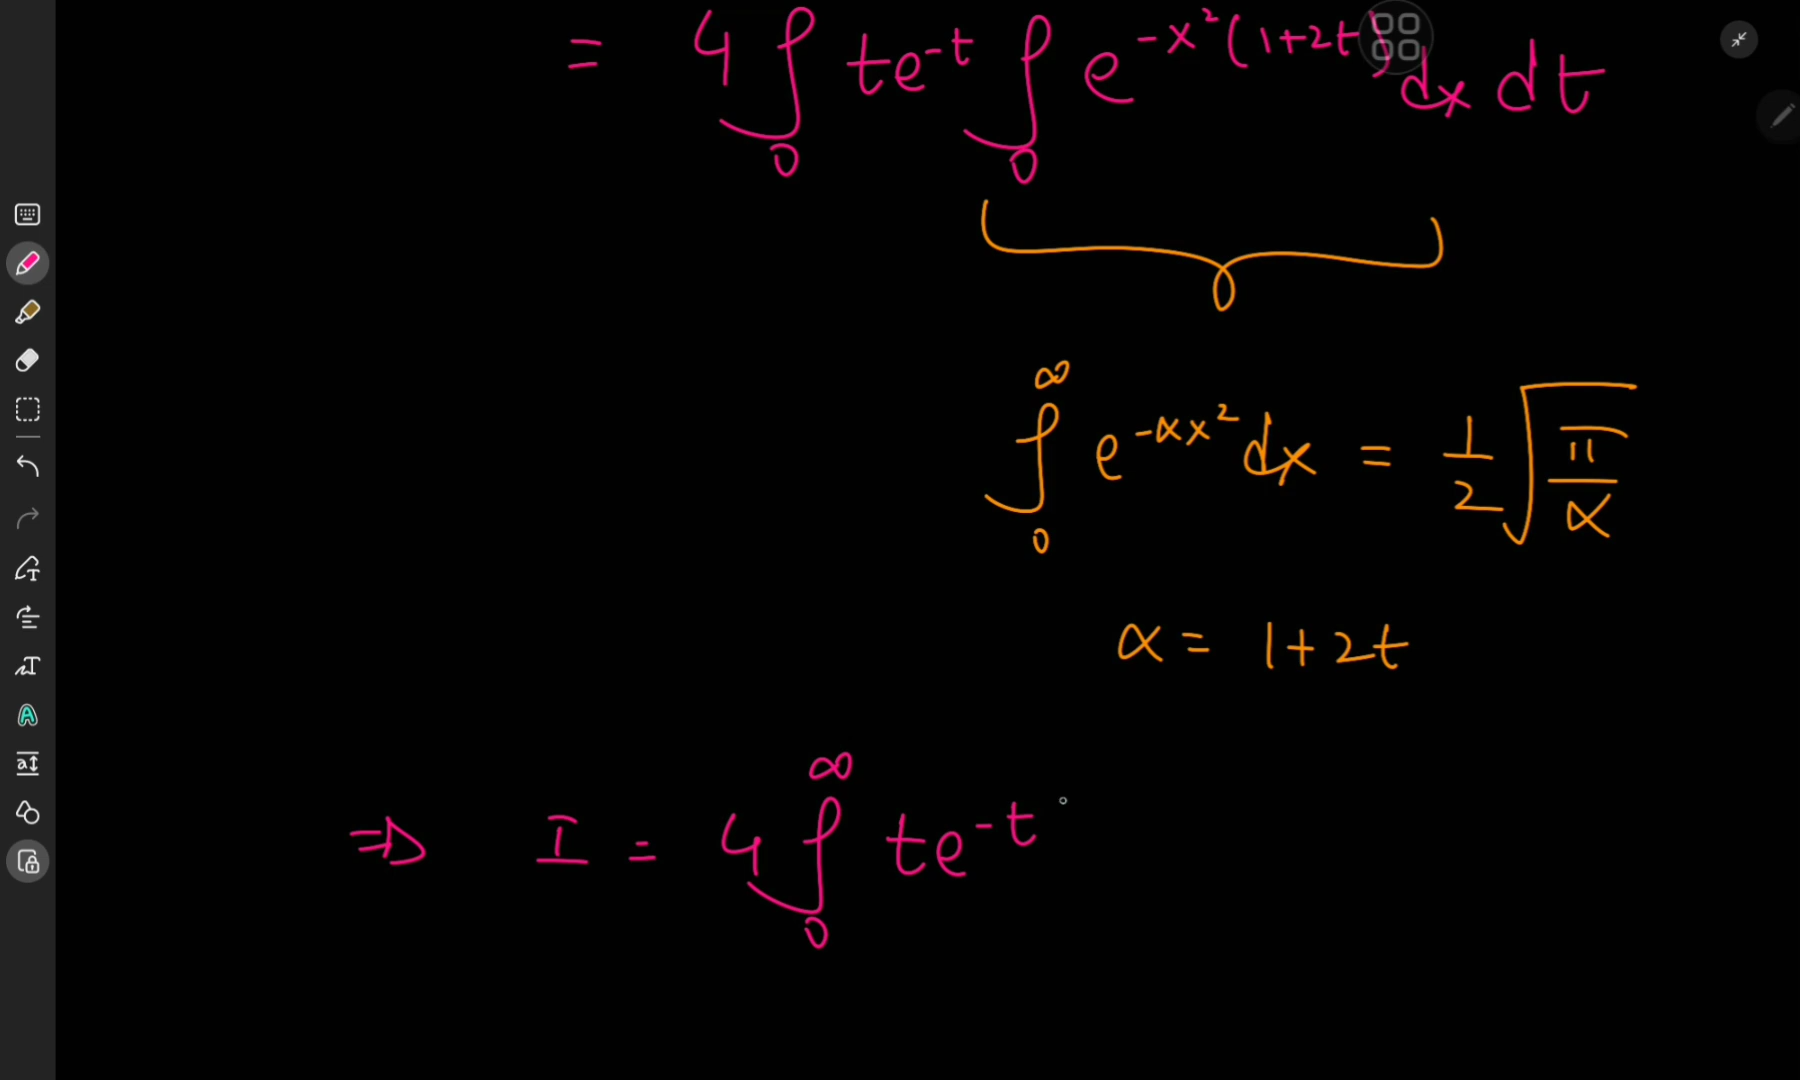 = 4 ∫₀ te^{-t} ∫₀ e^{-x²(1+2t)} dx dt
∫₀^∞ e^{-αx²} dx = 1/2 √(π/α)
α = 1+2t
⇒ I = 4 ∫₀^∞ te^{-t}